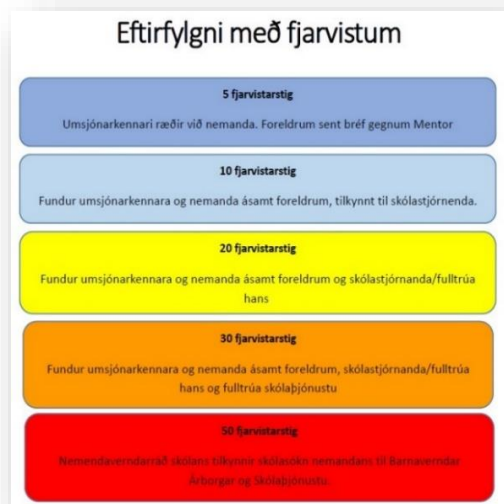 Eftirfylgni með fjarvistum
5 fjarvistarstig
Umsjónarkennari ræðir við nemanda. Foreldrum sent bréf gegnum Mentor
10 fjarvistarstig
Fundur umsjónarkennara og nemanda ásamt foreldrum, tilkynnt til skólastjórnenda.
20 fjarvistarstig
Fundur umsjónarkennara og nemanda ásamt foreldrum og skólastjórnanda/fulltrúa
hans
30 fjarvistarstig
Fundur umsjónarkennara og nemanda ásamt foreldrum, skólastjórnanda/fulltrúa
hans og fulltrúa skólaþjónustu
50 fjarvistarstig
Nemendaverndarráð skólans tilkynnir skólasókn nemandans til Barnaverndar
Árborgar og Skólaþjónustu.